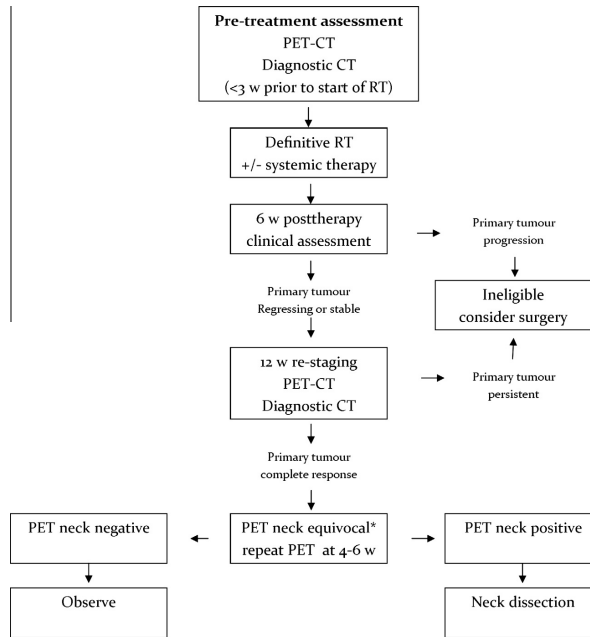 Pre-treatment assessment
PET-CT
Diagnostic CT
(<3 w prior to start of RT)
Definitive RT
+/- systemic therapy
6 w posttherapy
clinical assessment
Primary tumour
progression
Primary tumour
Regressing or stable
Ineligible
consider surgery
12 w re-staging
PET-CT
Diagnostic CT
Primary tumour
persistent
Primary tumour
complete response
PET neck negative
PET neck equivocal*
repeat PET at 4-6 w
PET neck positive
Observe
Neck dissection